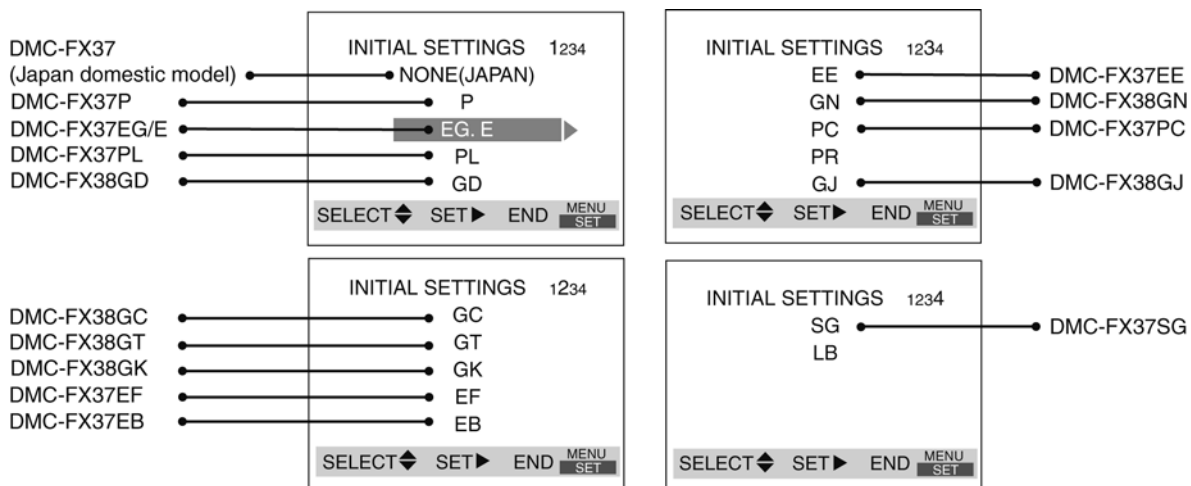 DMC-FX37
(Japan domestic model)
DMC-FX37P
DMC-FX37EG/E
DMC-FX37PL
DMC-FX38GD
INITIAL SETTINGS 1234
NONE(JAPAN)
P
EG. E
PL
GD
SELECT SET END MENU
SET
INITIAL SETTINGS 1234
EE
GN
PC
PR
GJ
SELECT SET END MENU
SET
DMC-FX37EE
DMC-FX38GN
DMC-FX37PC
DMC-FX38GJ
DMC-FX38GC
DMC-FX38GT
DMC-FX38GK
DMC-FX37EF
DMC-FX37EB
INITIAL SETTINGS 1234
GC
GT
GK
EF
EB
SELECT SET END MENU
SET
INITIAL SETTINGS 1234
SG
LB
SELECT SET END MENU
SET
DMC-FX37SG